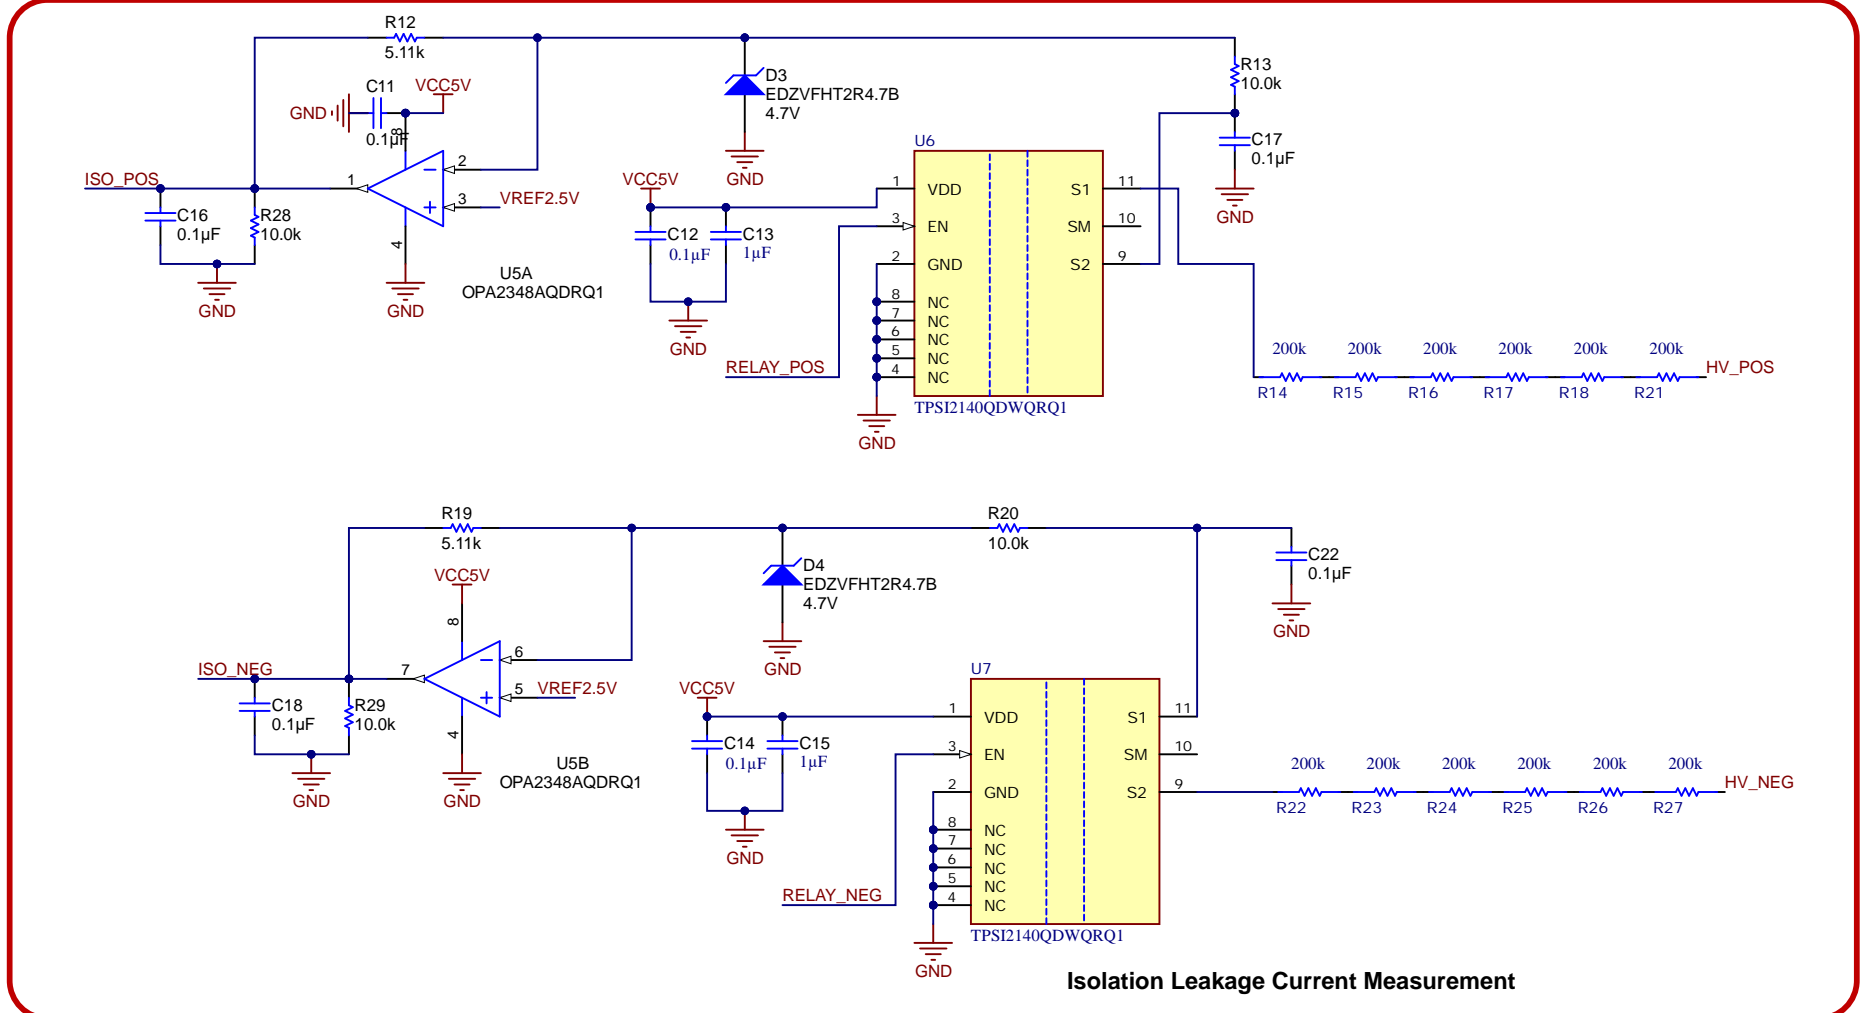 R12
5.11k
C11
VCC5V
GND
0.1µF
8
D3
EDZVFHT2R4.7B
4.7V
GND
R13
10.0k
C17
0.1µF
GND
ISO_POS
1
2
3
VREF2.5V
4
C16
0.1µF
R28
10.0k
GND
GND
U5A
OPA2348AQDRQ1
VCC5V
C12
0.1µF
C13
1µF
GND
RELAY_POS
U6
1 VDD
3 EN
2 GND
8 NC
7 NC
6 NC
5 NC
4 NC
S1 11
SM 10
S2 9
TPSI2140QDWQRQ1
GND
200k 200k 200k 200k 200k 200k
HV_POS
R14 R15 R16 R17 R18 R21
R19
5.11k
VCC5V
8
D4
EDZVFHT2R4.7B
4.7V
GND
R20
10.0k
C22
0.1µF
GND
ISO_NEG
7
6
5
VREF2.5V
4
C18
0.1µF
R29
10.0k
GND
GND
U5B
OPA2348AQDRQ1
VCC5V
C14
0.1µF
C15
1µF
GND
RELAY_NEG
U7
1 VDD
3 EN
2 GND
8 NC
7 NC
6 NC
5 NC
4 NC
S1 11
SM 10
S2 9
TPSI2140QDWQRQ1
GND
200k 200k 200k 200k 200k 200k
HV_NEG
R22 R23 R24 R25 R26 R27
Isolation Leakage Current Measurement